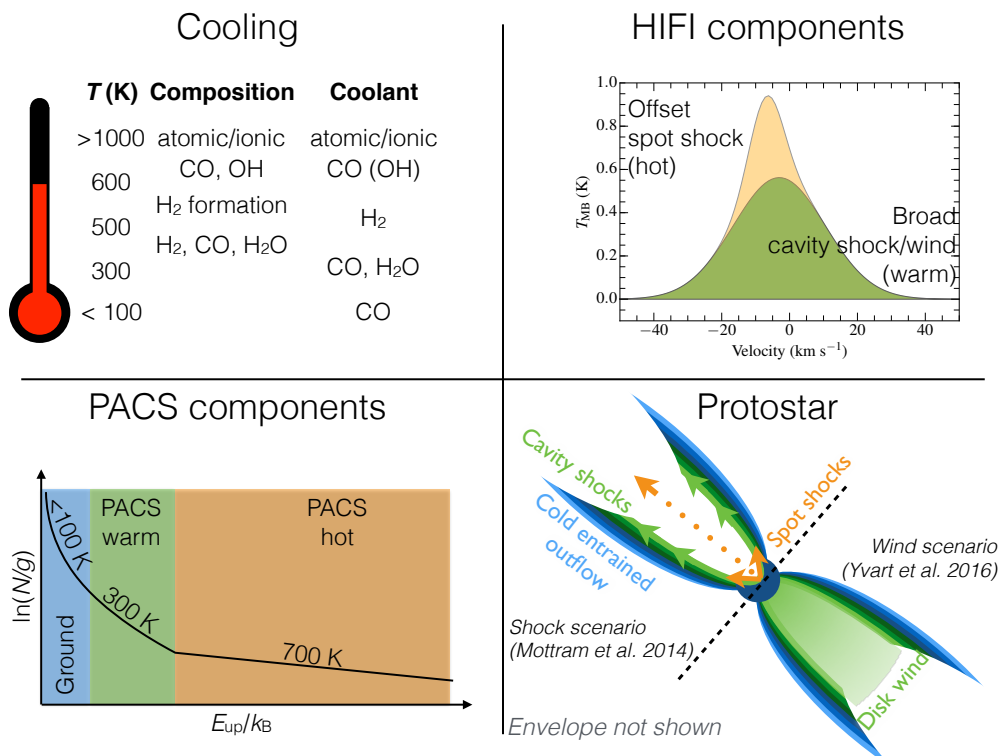 Cooling
T (K) Composition Coolant
>1000 atomic/ionic atomic/ionic
CO, OH CO (OH)
600
H₂ formation
500 H₂
H₂, CO, H₂O
300 CO, H₂O
< 100 CO
HIFI components
1.0
0.8
0.6
0.4
0.2
0.0
T_MB (K)
Offset
spot shock
(hot)
Broad
cavity shock/wind
(warm)
−40 −20 0 20 40
Velocity (km s⁻¹)
PACS components
ln(N/g)
<100 K
Ground
PACS
warm
300 K
PACS
hot
700 K
E_up/k_B
Protostar
Cavity shocks
Cold entrained
outflow
Spot shocks
Wind scenario
(Yvart et al. 2016)
Shock scenario
(Mottram et al. 2014)
Disk wind
Envelope not shown